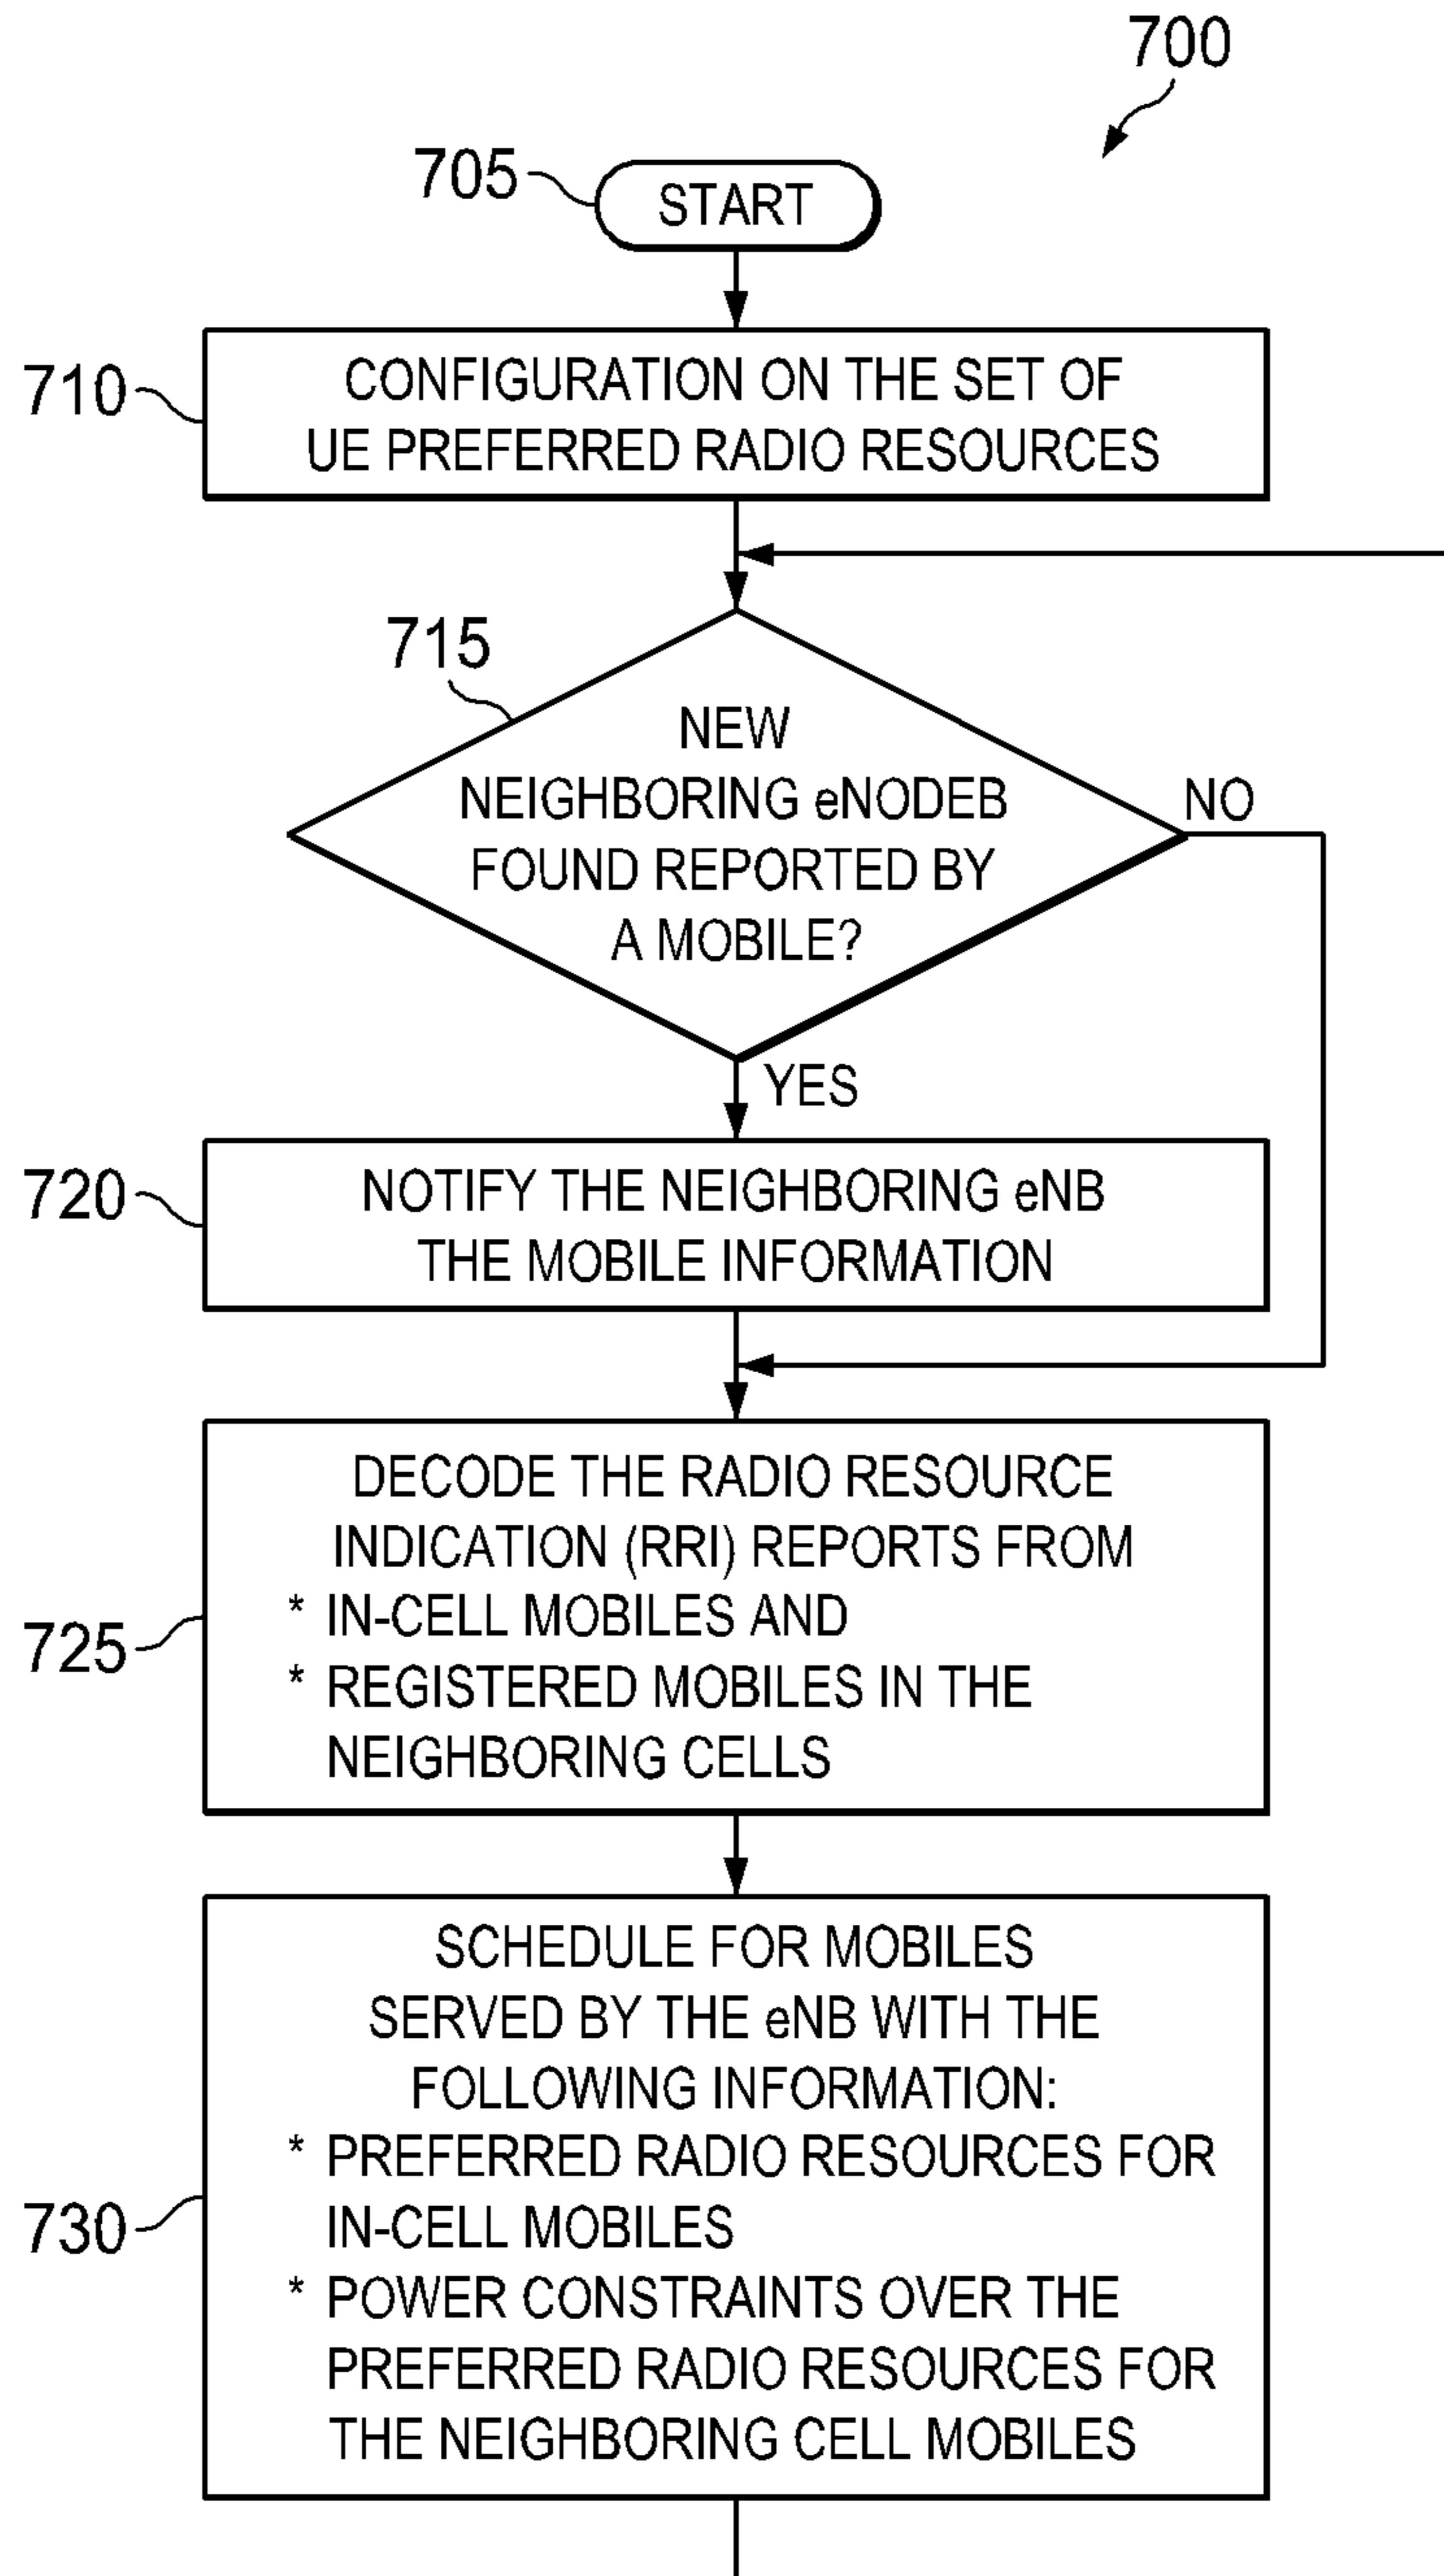 700
705
START
710
CONFIGURATION ON THE SET OF
UE PREFERRED RADIO RESOURCES
715
NEW
NEIGHBORING eNODEB
FOUND REPORTED BY
A MOBILE?
NO
YES
720
NOTIFY THE NEIGHBORING eNB
THE MOBILE INFORMATION
725
DECODE THE RADIO RESOURCE
INDICATION (RRI) REPORTS FROM
* IN-CELL MOBILES AND
* REGISTERED MOBILES IN THE
NEIGHBORING CELLS
730
SCHEDULE FOR MOBILES
SERVED BY THE eNB WITH THE
FOLLOWING INFORMATION:
* PREFERRED RADIO RESOURCES FOR
IN-CELL MOBILES
* POWER CONSTRAINTS OVER THE
PREFERRED RADIO RESOURCES FOR
THE NEIGHBORING CELL MOBILES